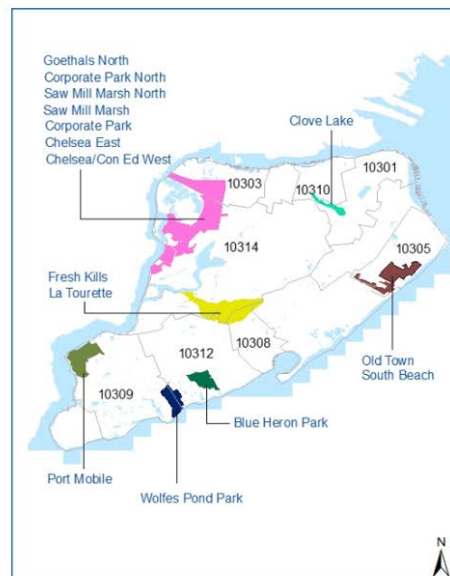 Goethals North
Corporate Park North
Saw Mill Marsh North
Saw Mill Marsh
Corporate Park
Chelsea East
Chelsea/Con Ed West
Clove Lake
10303
10310
10301
10314
10305
Fresh Kills
La Tourette
10312
10308
Old Town
South Beach
10309
Blue Heron Park
Port Mobile
Wolfes Pond Park
N